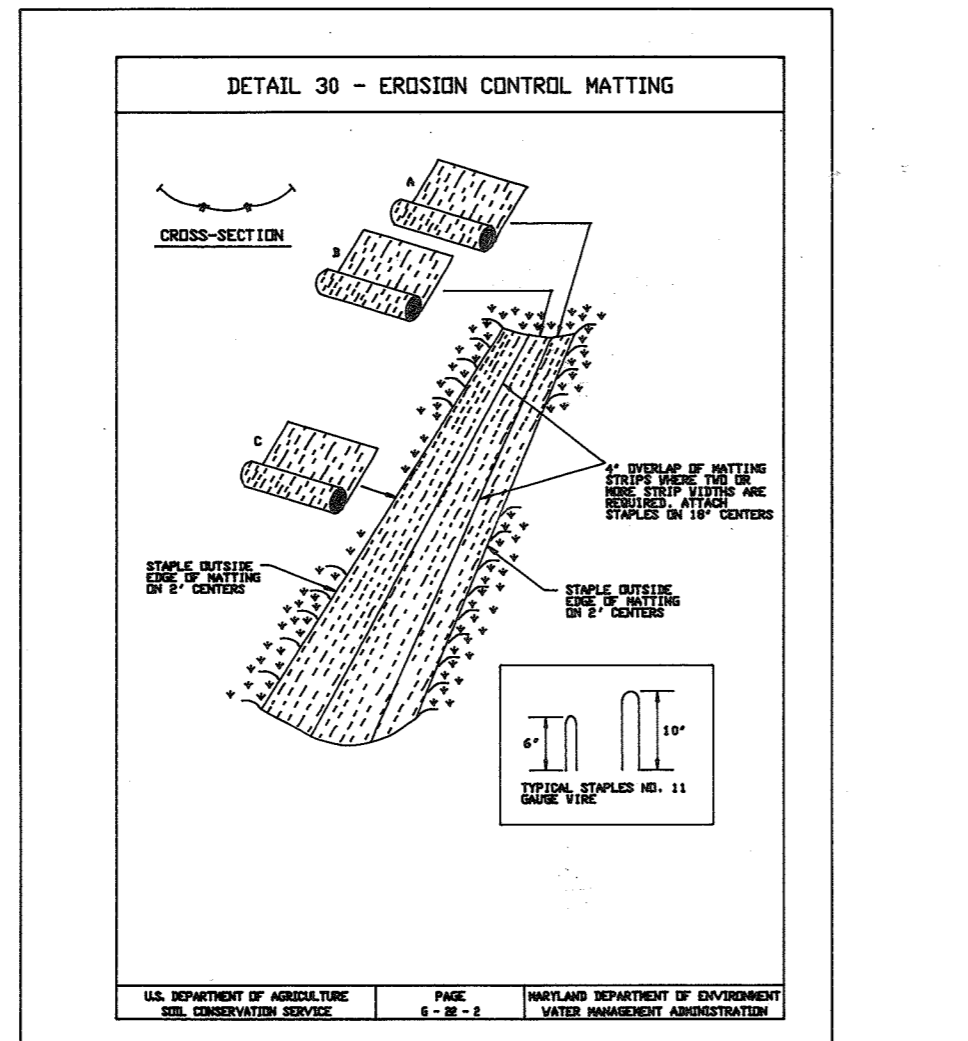 DETAIL 30 - EROSION CONTROL MATTING
A
CROSS-SECTION
B
C
4" OVERLAP OF MATTING
STRIPS WHERE TWO OR
MORE STRIP WIDTHS ARE
REQUIRED. ATTACH
STAPLES ON 18" CENTERS
STAPLE OUTSIDE
EDGE OF MATTING
ON 2' CENTERS
STAPLE OUTSIDE
EDGE OF MATTING
ON 2' CENTERS
6"
10"
TYPICAL STAPLES NO. 11
GAUGE WIRE
U.S. DEPARTMENT OF AGRICULTURE
SOIL CONSERVATION SERVICE
PAGE
G - 22 - 2
MARYLAND DEPARTMENT OF ENVIRONMENT
WATER MANAGEMENT ADMINISTRATION